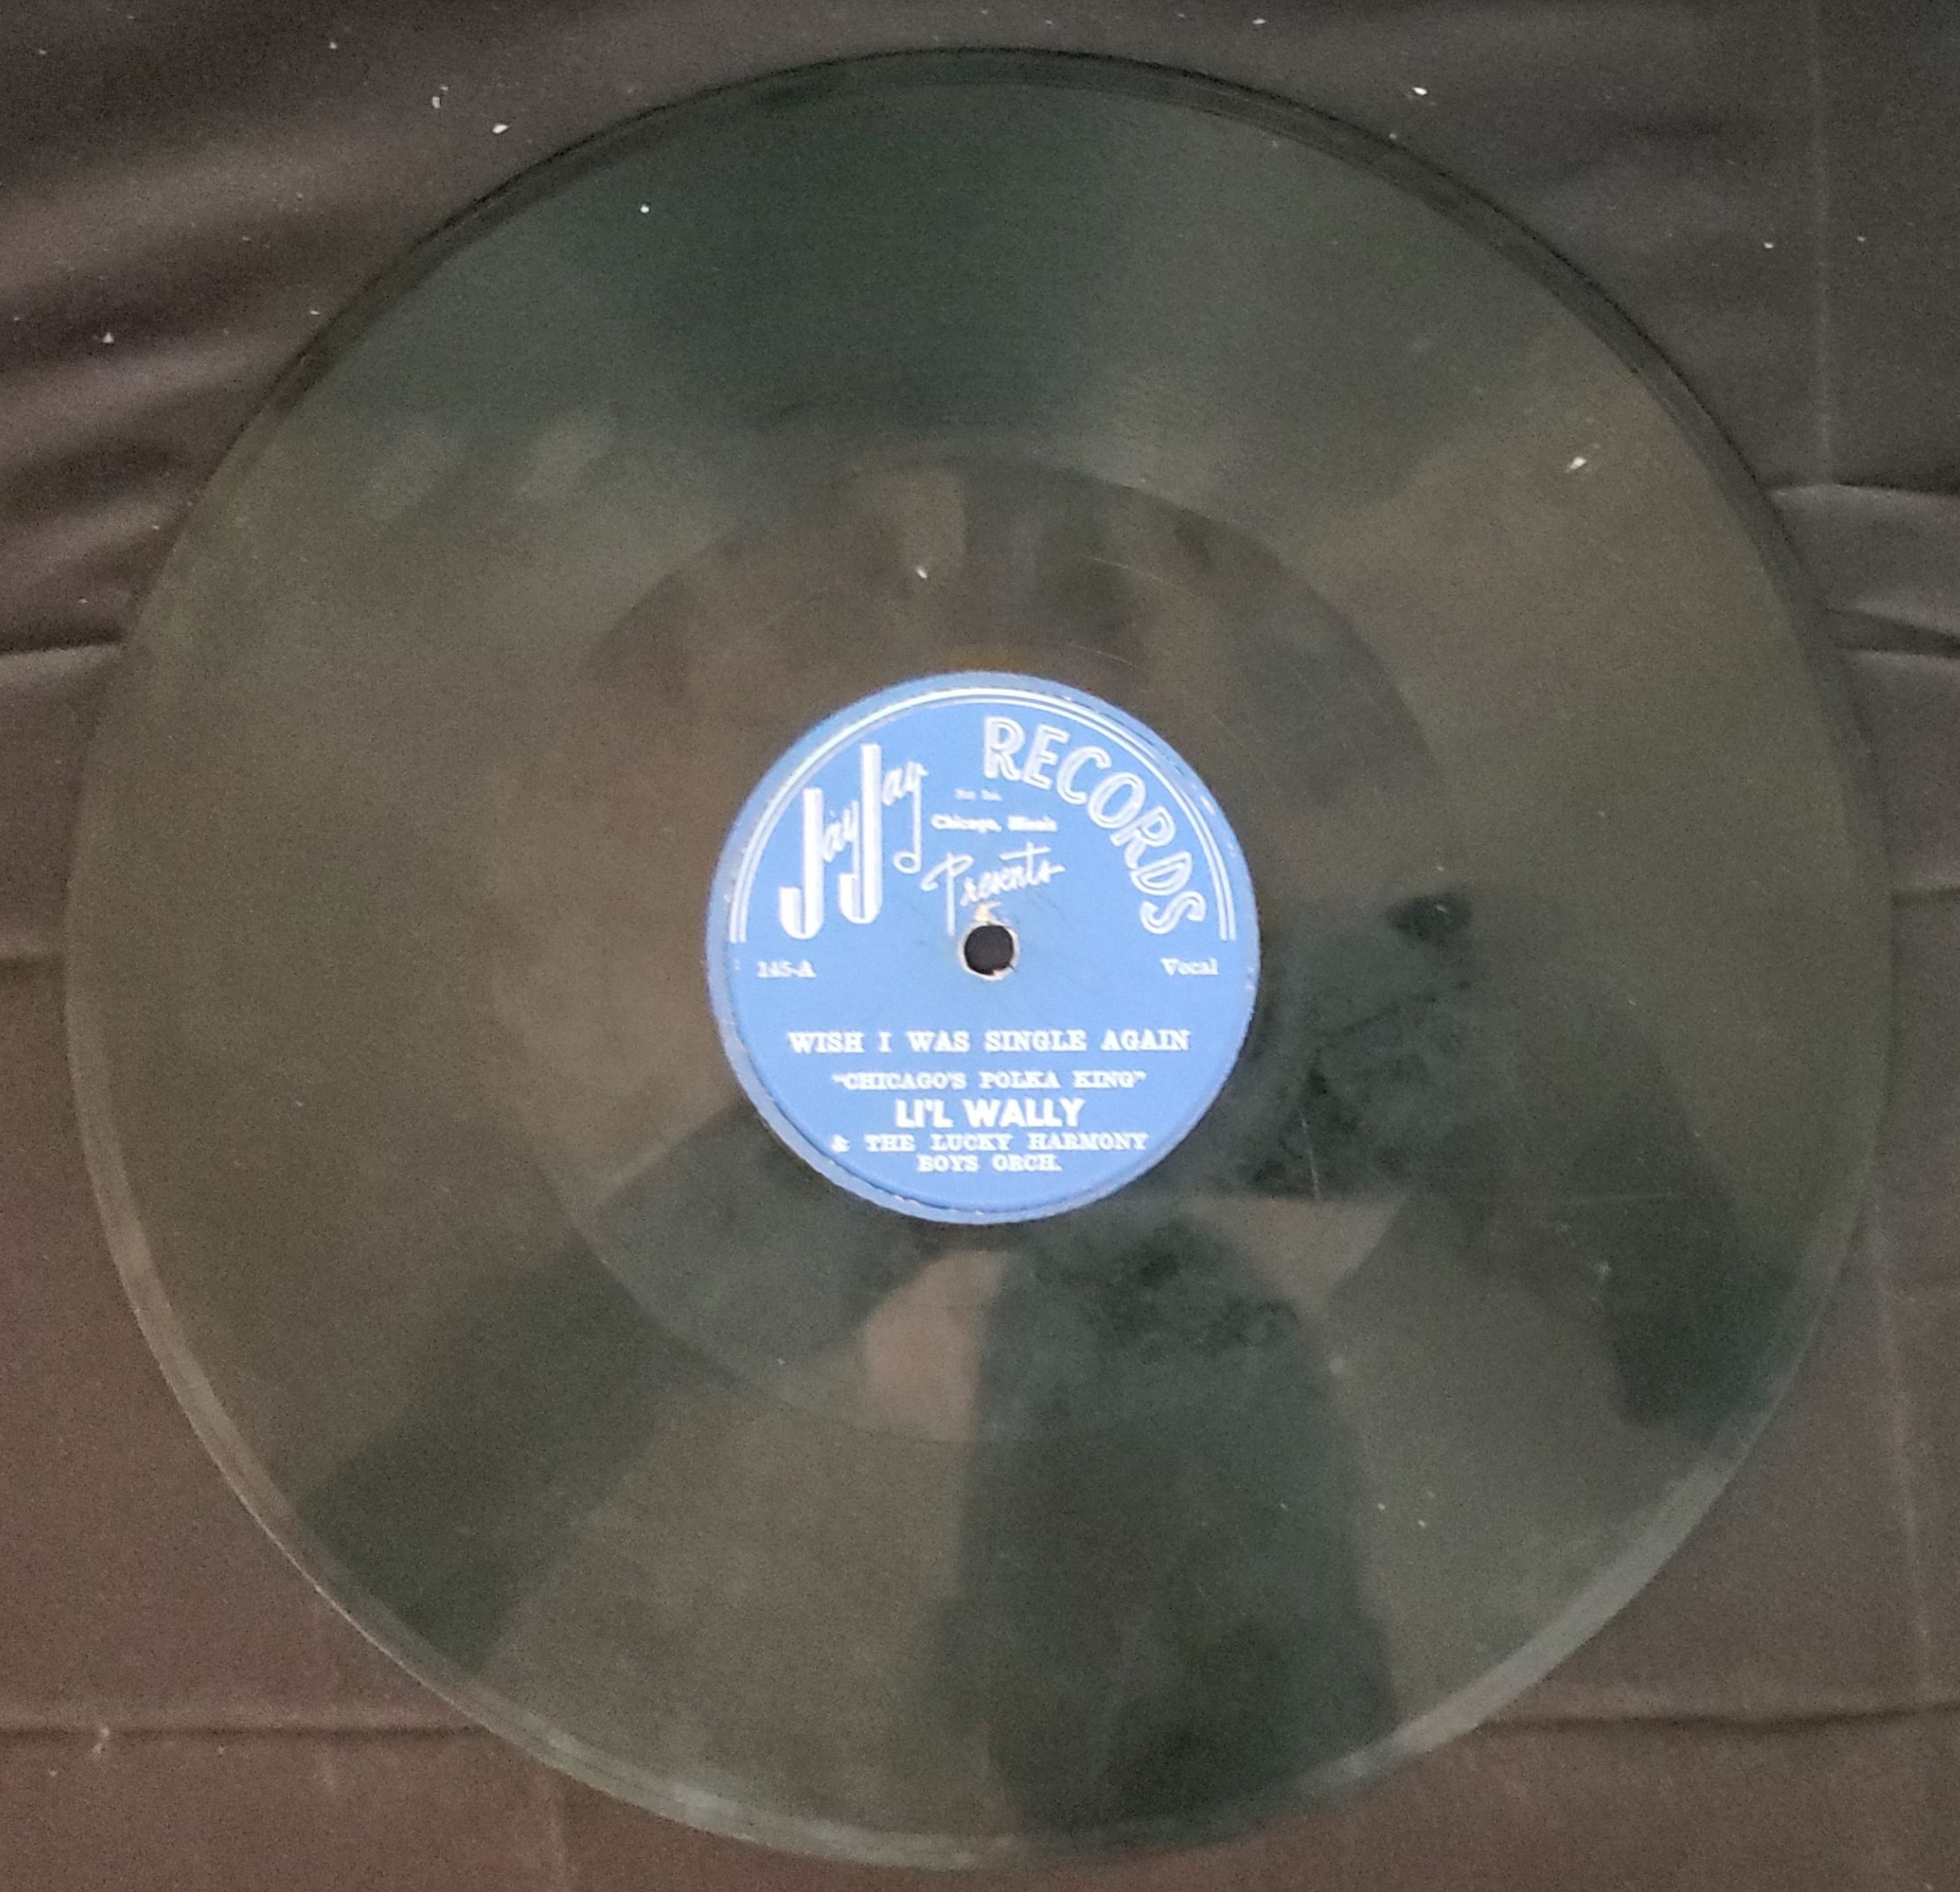 Jay Jay RECORDS
Chicago, Illinois
Presents
145-A
Vocal
WISH I WAS SINGLE AGAIN
"CHICAGO'S POLKA KING"
LI'L WALLY
& THE LUCKY HARMONY
BOYS ORCH.